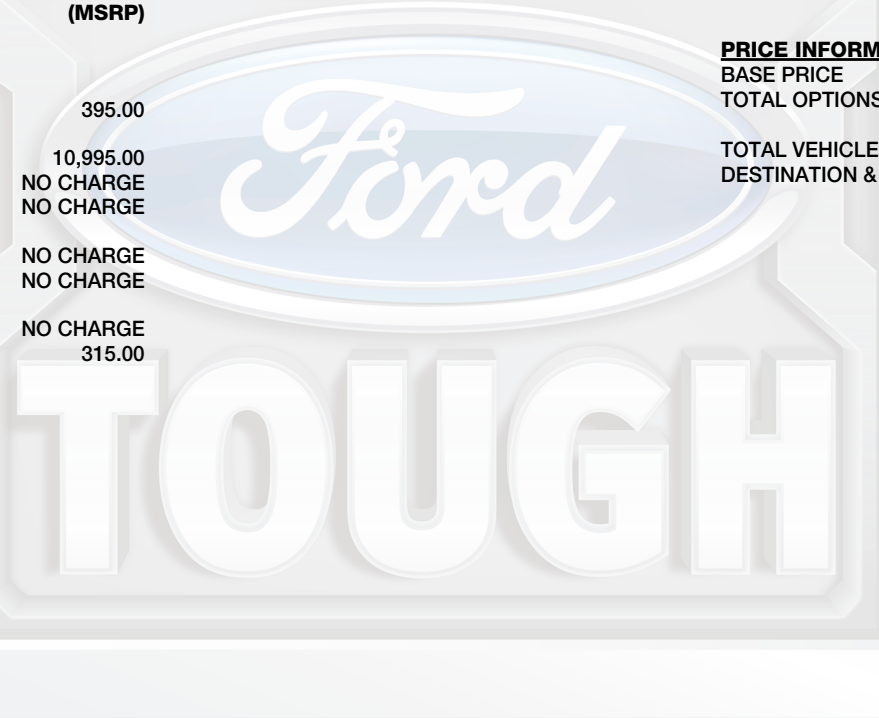 (MSRP)
395.00
10,995.00
NO CHARGE
NO CHARGE
NO CHARGE
NO CHARGE
NO CHARGE
315.00
PRICE INFORM
BASE PRICE
TOTAL OPTIONS
TOTAL VEHICLE
DESTINATION &
Ford
TOUGH